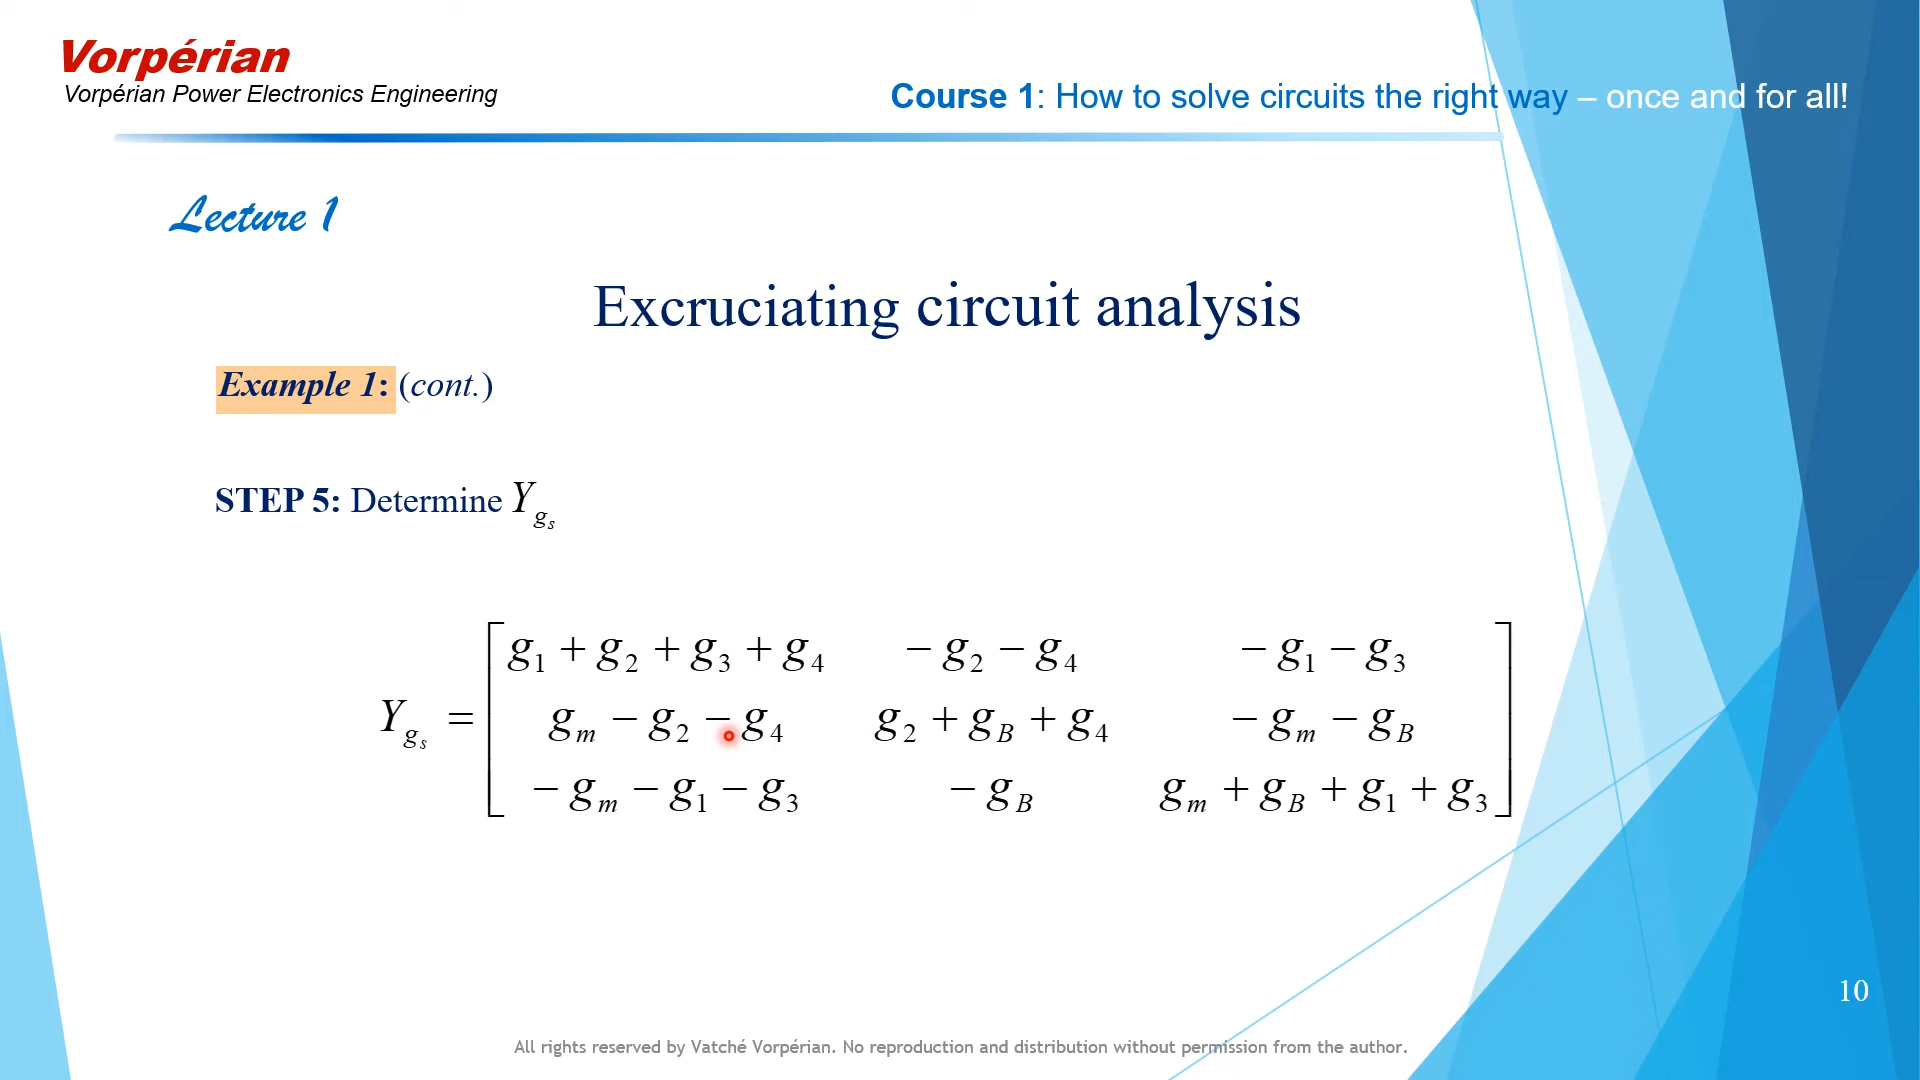 Vorpérian
Vorpérian Power Electronics Engineering
Course 1: How to solve circuits the right way – once and for all!
Lecture 1
Excruciating circuit analysis
Example 1: (cont.)
STEP 5: Determine Y_{g_s}
Y_{g_s} = [ g_1 + g_2 + g_3 + g_4   − g_2 − g_4   − g_1 − g_3
g_m − g_2 − g_4   g_2 + g_B + g_4   − g_m − g_B
− g_m − g_1 − g_3   − g_B   g_m + g_B + g_1 + g_3 ]
10
All rights reserved by Vatché Vorpérian. No reproduction and distribution without permission from the author.